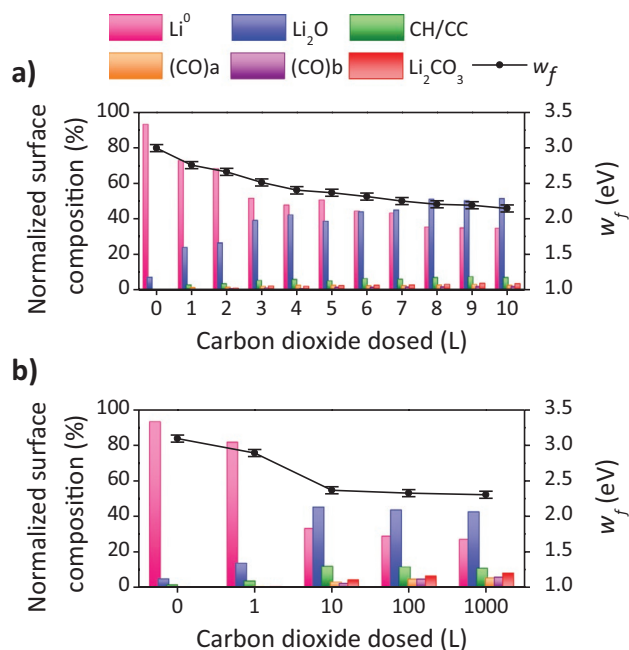 Li⁰ Li₂O CH/CC
(CO)a (CO)b Li₂CO₃ w_f
a)
Normalized surface
composition (%)
100
80
60
40
20
0
3.5
3.0
2.5
2.0
1.5
1.0
w_f (eV)
0 1 2 3 4 5 6 7 8 9 10
Carbon dioxide dosed (L)
b)
Normalized surface
composition (%)
100
80
60
40
20
0
3.5
3.0
2.5
2.0
1.5
1.0
w_f (eV)
0 1 10 100 1000
Carbon dioxide dosed (L)